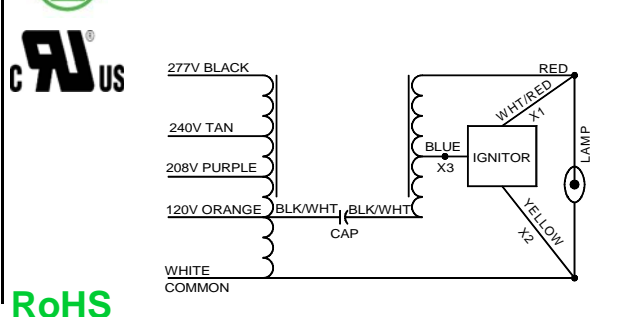 c RU ® US
277V BLACK
240V TAN
208V PURPLE
120V ORANGE
WHITE
COMMON
BLK/WHT
BLK/WHT
CAP
RED
WHT/RED
X1
BLUE
X3
IGNITOR
LAMP
YELLOW
X2
RoHS